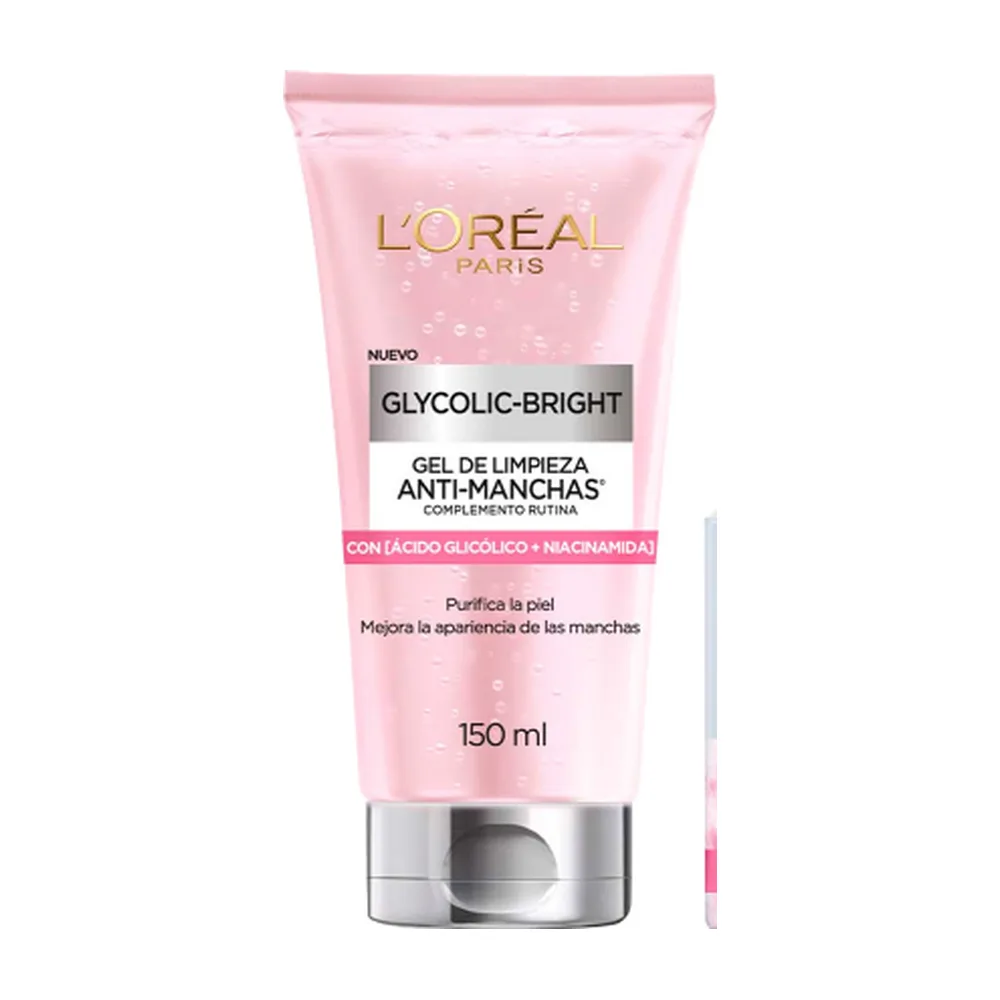 L'ORÉAL
PARIS
NUEVO
GLYCOLIC-BRIGHT
GEL DE LIMPIEZA
ANTI-MANCHAS°
COMPLEMENTO RUTINA
CON [ÁCIDO GLICÓLICO + NIACINAMIDA]
Purifica la piel
Mejora la apariencia de las manchas
150 ml